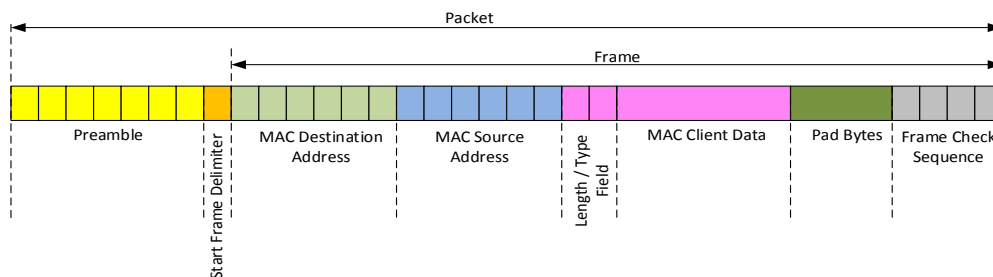 Packet
Frame
Preamble
Start Frame Delimiter
MAC Destination
Address
MAC Source
Address
Length / Type
Field
MAC Client Data
Pad Bytes
Frame Check
Sequence